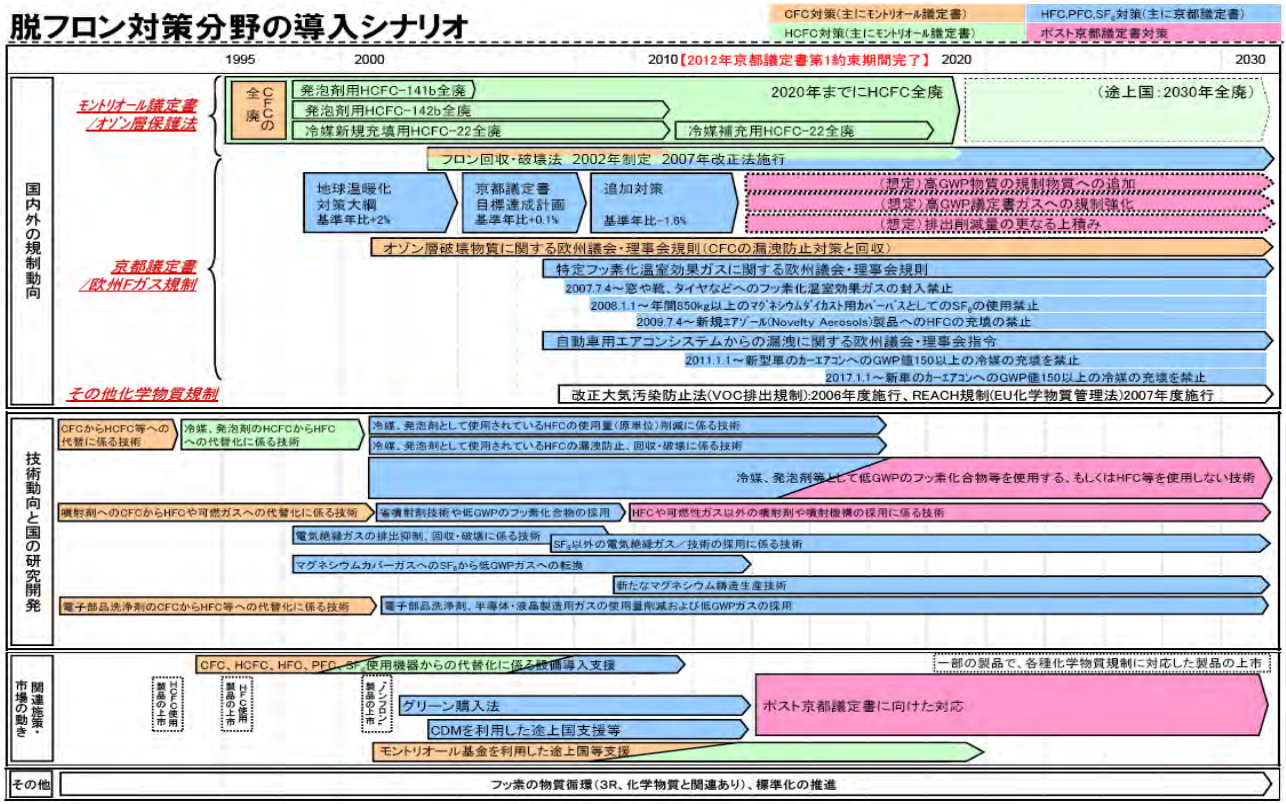 脱フロン対策分野の導入シナリオ
CFC対策(主にモントリオール議定書)
HFC,PFC,SF₆対策(主に京都議定書)
HCFC対策(主にモントリオール議定書)
ポスト京都議定書対策
1995
2000
2010【2012年京都議定書第1約束期間完了】
2020
2030
国内外の規制動向
モントリオール議定書
/オゾン層保護法
CFCの
全廃
発泡剤用HCFC-141b全廃
発泡剤用HCFC-142b全廃
冷媒新規充填用HCFC-22全廃
冷媒補充用HCFC-22全廃
2020年までにHCFC全廃
(途上国:2030年全廃)
フロン回収・破壊法 2002年制定 2007年改正法施行
京都議定書
/欧州Fガス規制
地球温暖化
対策大綱
基準年比+2%
京都議定書
目標達成計画
基準年比+0.1%
追加対策
基準年比-1.6%
(想定)高GWP物質の規制物質への追加
(想定)高GWP議定書ガスへの規制強化
(想定)排出削減量の更なる上積み
オゾン層破壊物質に関する欧州議会・理事会規則(CFCの漏洩防止対策と回収)
特定フッ素化温室効果ガスに関する欧州議会・理事会規則
2007.7.4~窓や靴、タイヤなどへのフッ素化温室効果ガスの封入禁止
2008.1.1~年間850kg以上のマグネシウムダイカスト用カバーバスとしてのSF₆の使用禁止
2009.7.4~新規エアゾール(Novelty Aerosols)製品へのHFCの充填の禁止
自動車用エアコンシステムからの漏洩に関する欧州議会・理事会指令
2011.1.1~新型車のカーエアコンへのGWP値150以上の冷媒の充填を禁止
2017.1.1~新車のカーエアコンへのGWP値150以上の冷媒の充填を禁止
その他化学物質規制
改正大気汚染防止法(VOC排出規制):2006年度施行、REACH規制(EU化学物質管理法)2007年度施行
技術動向と国の研究開発
CFCからHCFC等への
代替に係る技術
冷媒、発泡剤のHCFCからHFC
への代替化に係る技術
冷媒、発泡剤として使用されているHFCの使用量(原単位)削減に係る技術
冷媒、発泡剤として使用されているHFCの漏洩防止、回収・破壊に係る技術
冷媒、発泡剤等として低GWPのフッ素化合物等を使用する、もしくはHFC等を使用しない技術
噴射剤へのCFCからHFCや可燃ガスへの代替化に係る技術
省噴射剤技術や低GWPのフッ素化合物の採用
HFCや可燃性ガス以外の噴射剤や噴射機構の採用に係る技術
電気絶縁ガスの排出抑制、回収・破壊に係る技術
SF₆以外の電気絶縁ガス/技術の採用に係る技術
マグネシウムカバーガスへのSF₆から低GWPガスへの転換
新たなマグネシウム鋳造生産技術
電子部品洗浄剤のCFCからHFC等への代替化に係る技術
電子部品洗浄剤、半導体・液晶製造用ガスの使用量削減および低GWPガスの採用
関連施策・
市場の動き
CFC、HCFC、HFC、PFC、SF₆使用機器からの代替化に係る設備導入支援
一部の製品で、各種化学物質規制に対応した製品の上市
HCFC使用
製品の上市
HFC使用
製品の上市
"ノンフロン"
製品の上市
グリーン購入法
CDMを利用した途上国支援等
ポスト京都議定書に向けた対応
モントリオール基金を利用した途上国等支援
その他
フッ素の物質循環(3R、化学物質と関連あり)、標準化の推進